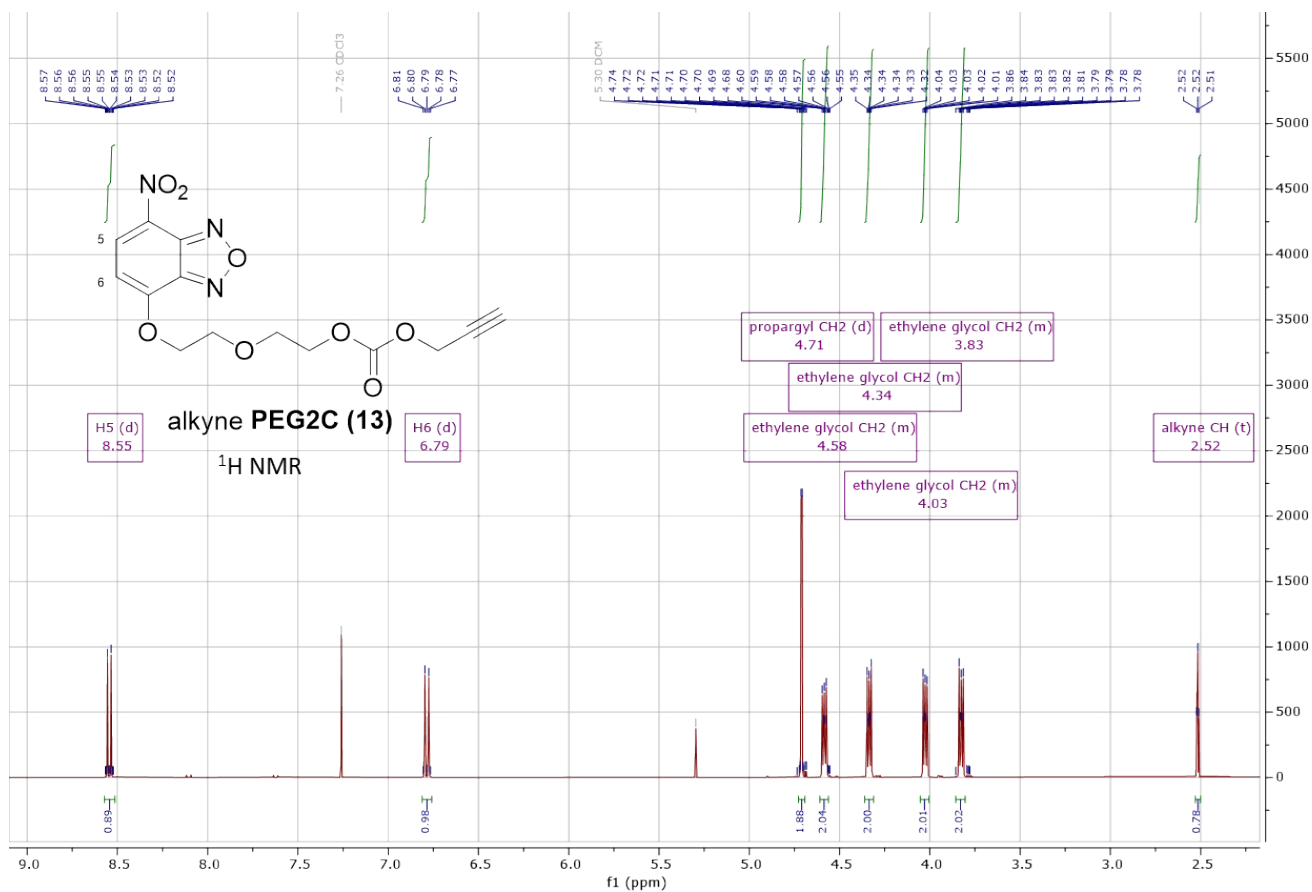 8.57 8.56 8.56 8.55 8.55 8.54 8.53 8.53 8.52 8.52
7.26 CDCl3
6.81 6.80 6.79 6.78 6.77
5.30 DCM
4.74 4.72 4.72 4.71 4.71 4.70 4.70 4.69 4.68 4.60 4.59 4.58 4.58 4.57 4.56 4.56 4.55 4.35 4.34 4.34 4.33 4.32 4.04 4.03 4.03 4.02 4.01 3.86 3.84 3.83 3.83 3.82 3.81 3.79 3.79 3.78 3.78
2.52 2.52 2.51
NO2
N
O
N
5
6
O
O
O
O
O
alkyne PEG2C (13)
1H NMR
H5 (d)
8.55
H6 (d)
6.79
propargyl CH2 (d)
4.71
ethylene glycol CH2 (m)
3.83
ethylene glycol CH2 (m)
4.34
ethylene glycol CH2 (m)
4.58
ethylene glycol CH2 (m)
4.03
alkyne CH (t)
2.52
5500
5000
4500
4000
3500
3000
2500
2000
1500
1000
500
0
0.89 0.98 1.88 2.04 2.00 2.01 2.02 0.78
9.0 8.5 8.0 7.5 7.0 6.5 6.0 5.5 5.0 4.5 4.0 3.5 3.0 2.5
f1 (ppm)